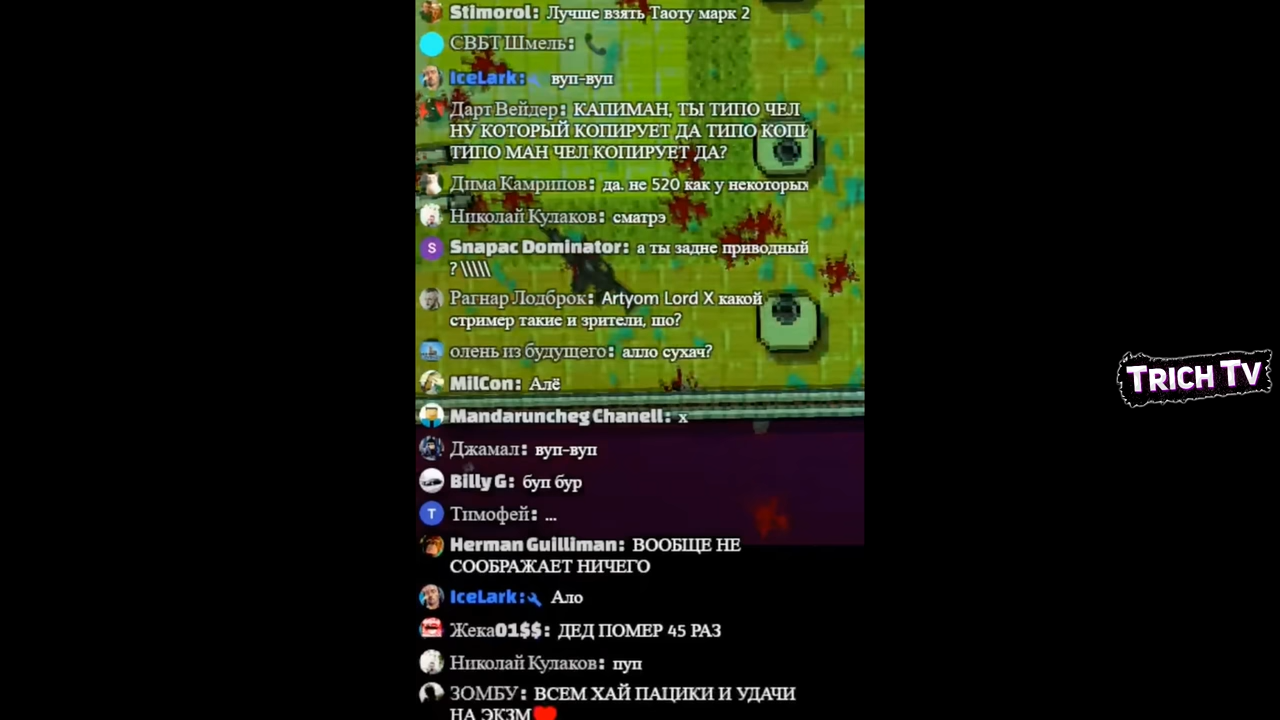 Stimorol: Лучше взять Таоту марк 2
СВБТ Шмель: 📞
IceLark: вуп-вуп
Дарт Вейдер: КАПИМАН, ТЫ ТИПО ЧЕЛ
НУ КОТОРЫЙ КОПИРУЕТ ДА ТИПО КОПИ
ТИПО МАН ЧЕЛ КОПИРУЕТ ДА?
Дима Камрипов: да. не 520 как у некоторых
Николай Кулаков: сматрэ
S Snapac Dominator: а ты задне приводный
? \\\\\
Рагнар Лодброк: Artyom Lord X какой
стример такие и зрители, шо?
олень из будущего: алло сухач?
MilCon: Алё
TRICH TV
Mandaruncheg Chanell: х
Джамал: вуп-вуп
Billy G: буп бур
T Тимофей: ...
Herman Guilliman: ВООБЩЕ НЕ
СООБРАЖАЕТ НИЧЕГО
IceLark: Ало
Жека01$$: ДЕД ПОМЕР 45 РАЗ
Николай Кулаков: пуп
ЗОМБУ: ВСЕМ ХАЙ ПАЦИКИ И УДАЧИ
НА ЭКЗМ❤